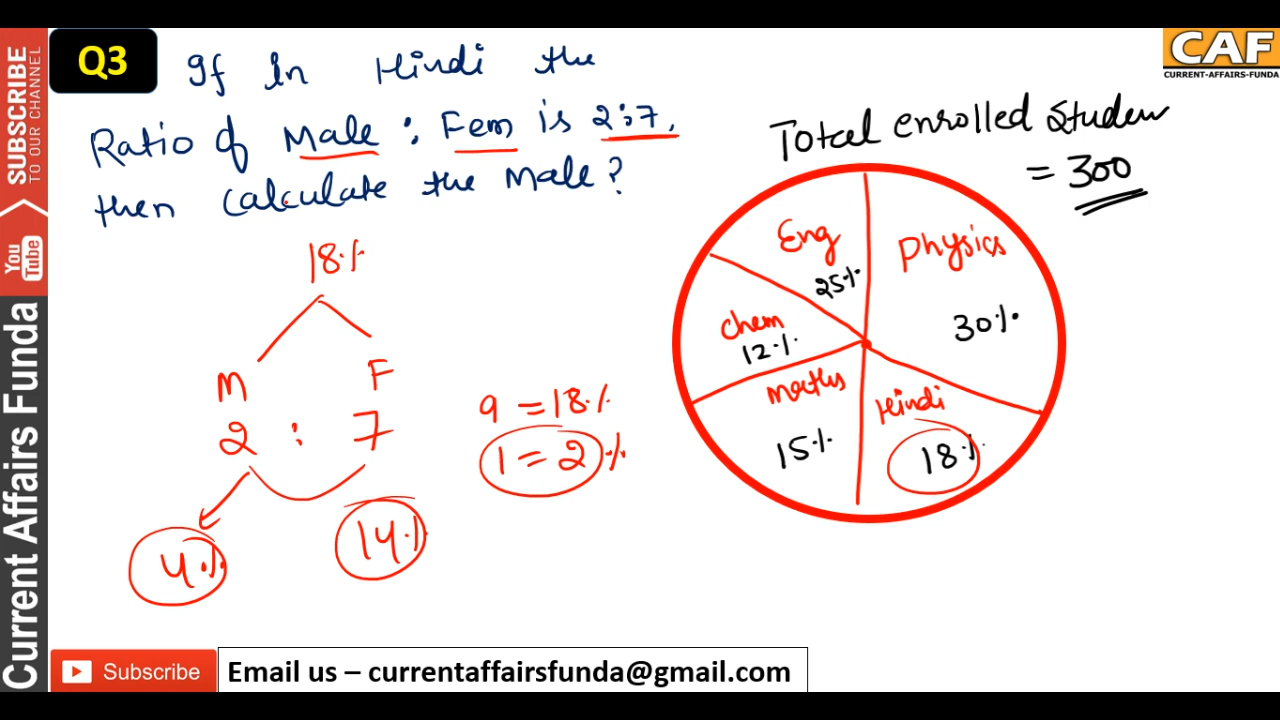 SUBSCRIBE
TO OUR CHANNEL
You Tube
Current Affairs Funda
Q3
If In Hindi the
Ratio of Male : Fem is 2:7,
then calculate the Male?
18%
M F
2 : 7
4% 14%
9 = 18%
1 = 2%
CAF
CURRENT-AFFAIRS-FUNDA
Total enrolled Studen
= 300
Eng
25%
Physics
30%
Chem
12%
Maths
15%
Hindi
18%
Subscribe
Email us – currentaffairsfunda@gmail.com